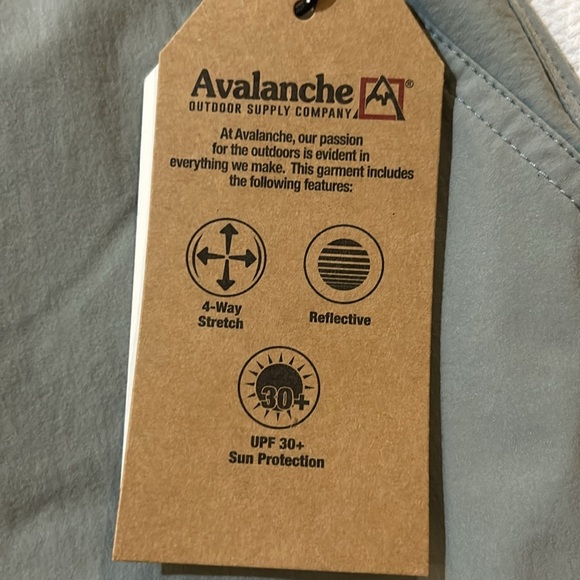 Avalanche ®
OUTDOOR SUPPLY COMPANY
At Avalanche, our passion
for the outdoors is evident in
everything we make. This garment includes
the following features:
4-Way
Stretch
Reflective
30+
UPF 30+
Sun Protection